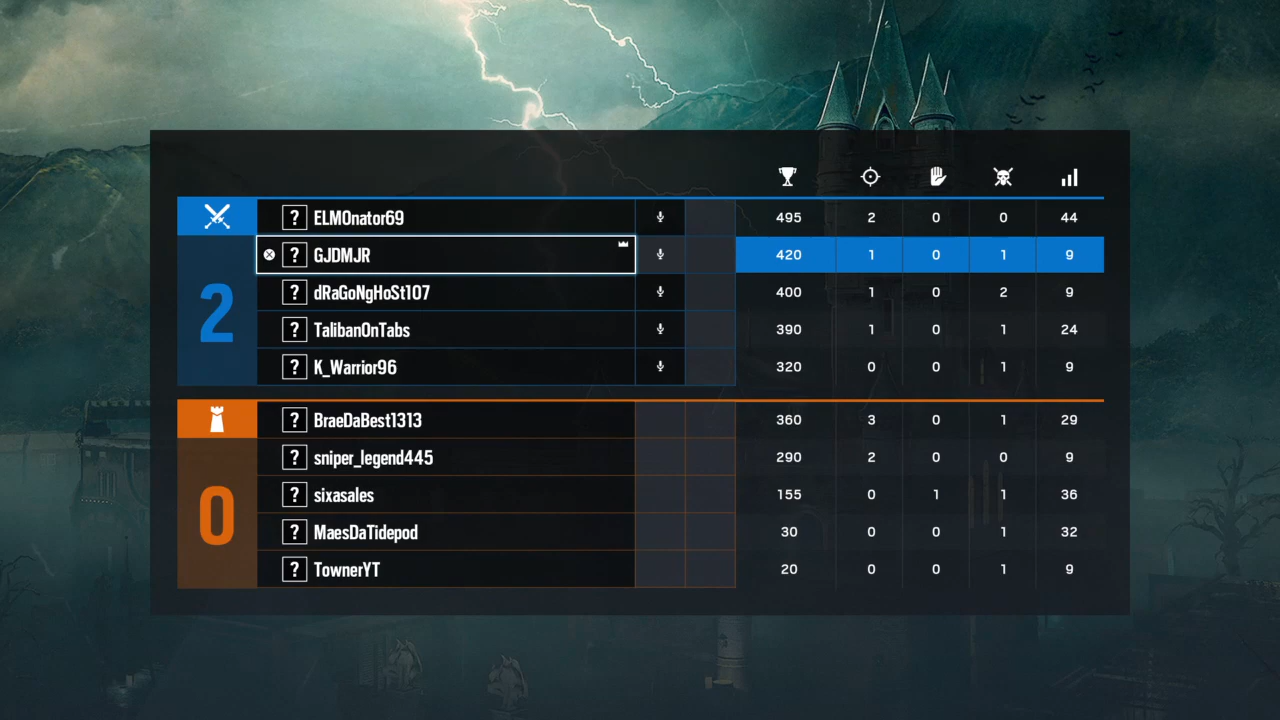 ? ELMOnator69 495 2 0 0 44
? GJDMJR 420 1 0 1 9
2
? dRaGoNgHoSt107 400 1 0 2 9
? TalibanOnTabs 390 1 0 1 24
? K_Warrior96 320 0 0 1 9
? BraeDaBest1313 360 3 0 1 29
? sniper_legend445 290 2 0 0 9
0
? sixasales 155 0 1 1 36
? MaesDaTidepod 30 0 0 1 32
? TownerYT 20 0 0 1 9